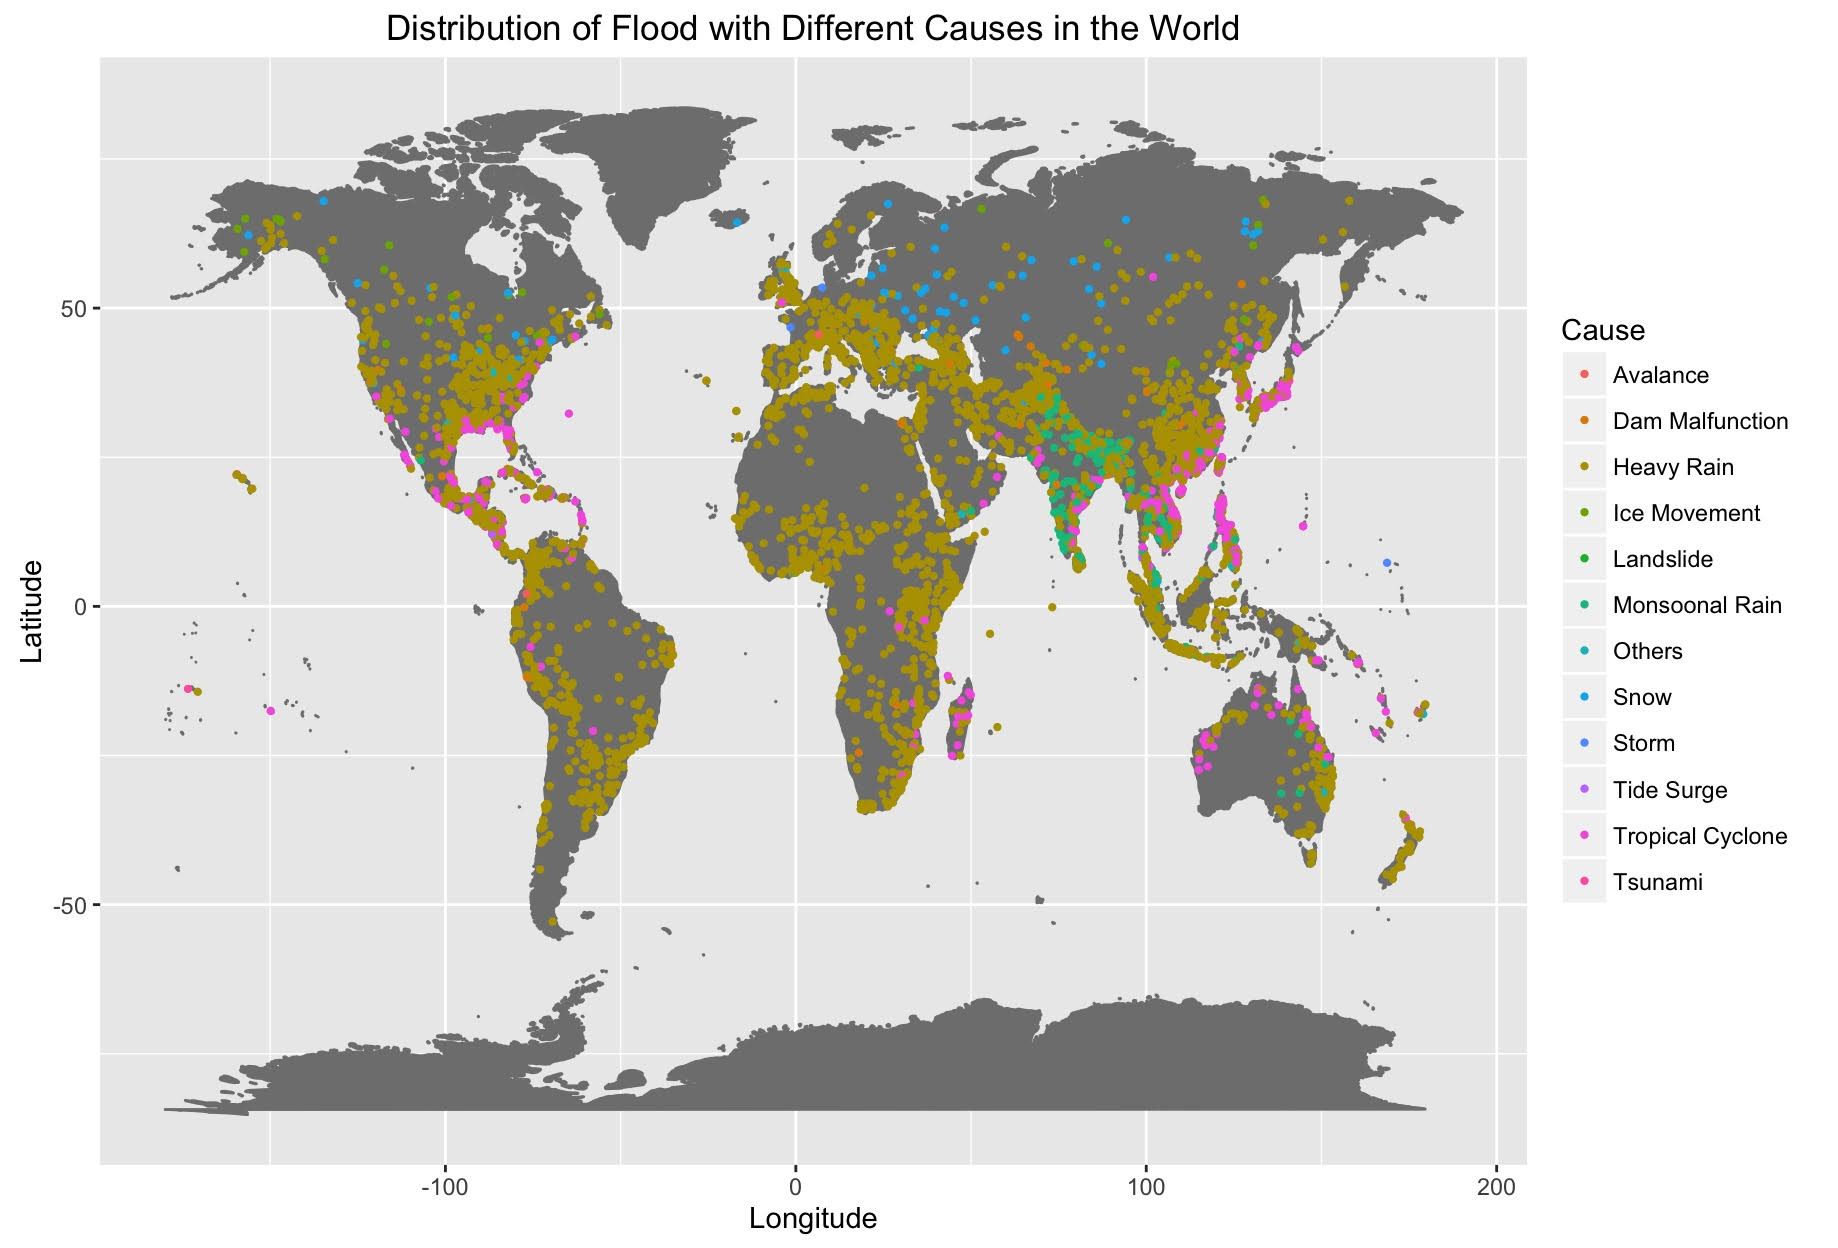 Distribution of Flood with Different Causes in the World
Latitude
50
0
-50
-100
0
100
200
Longitude
Cause
Avalance
Dam Malfunction
Heavy Rain
Ice Movement
Landslide
Monsoonal Rain
Others
Snow
Storm
Tide Surge
Tropical Cyclone
Tsunami